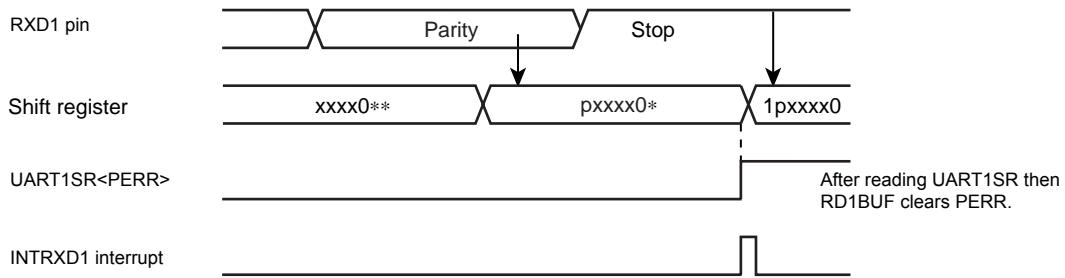 RXD1 pin
Parity
Stop
Shift register
xxxx0**
pxxxx0*
1pxxxx0
UART1SR<PERR>
After reading UART1SR then
RD1BUF clears PERR.
INTRXD1 interrupt